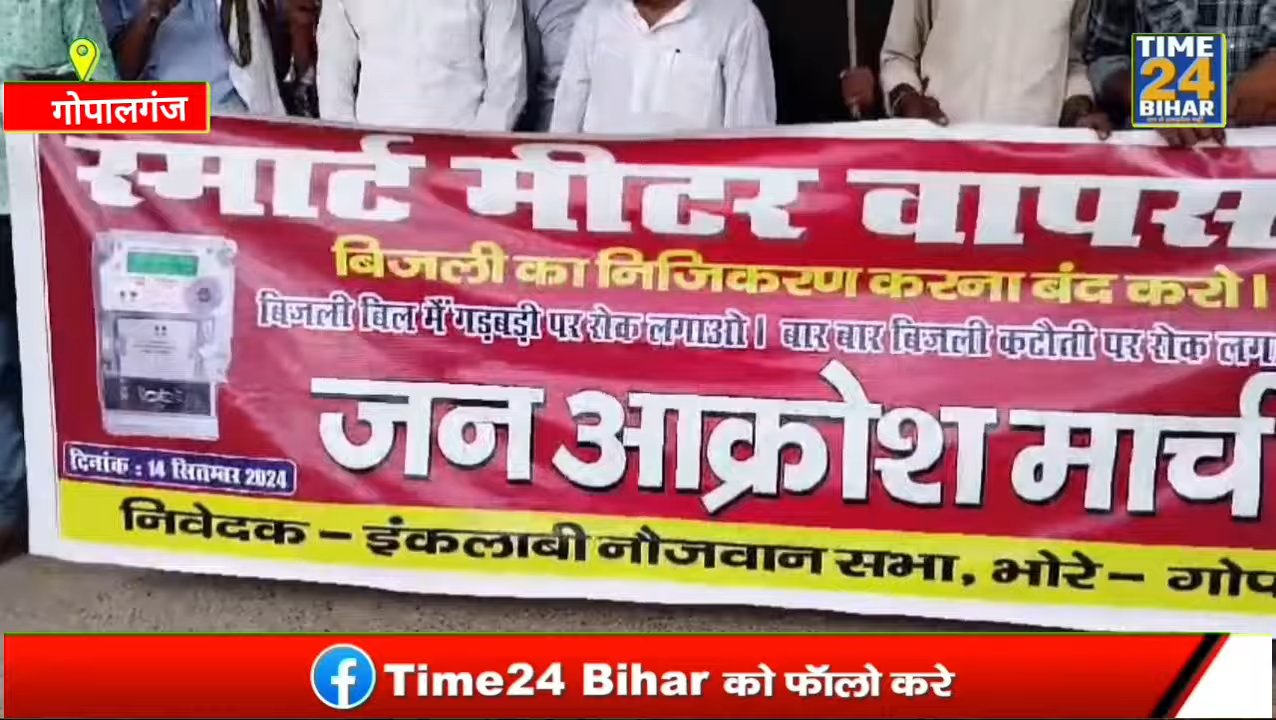 गोपालगंज
TIME
24
BIHAR
स्मार्ट मीटर वापस
बिजली का निजिकरण करना बंद करो।
बिजली बिल में गड़बड़ी पर रोक लगाओ। बार बार बिजली कटौती पर रोक लगा
जन आक्रोश मार्च
दिनांक : 14 सितम्बर 2024
निवेदक - इंकलाबी नौजवान सभा, भोरे - गोप
Time24 Bihar को फॉलो करे